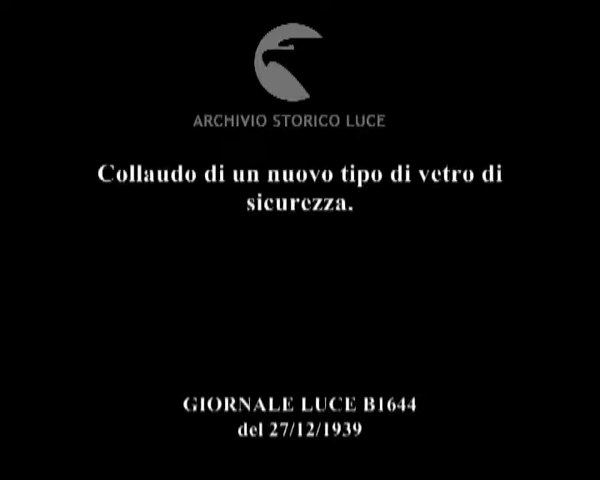 ARCHIVIO STORICO LUCE
Collaudo di un nuovo tipo di vetro di
sicurezza.
GIORNALE LUCE B1644
del 27/12/1939